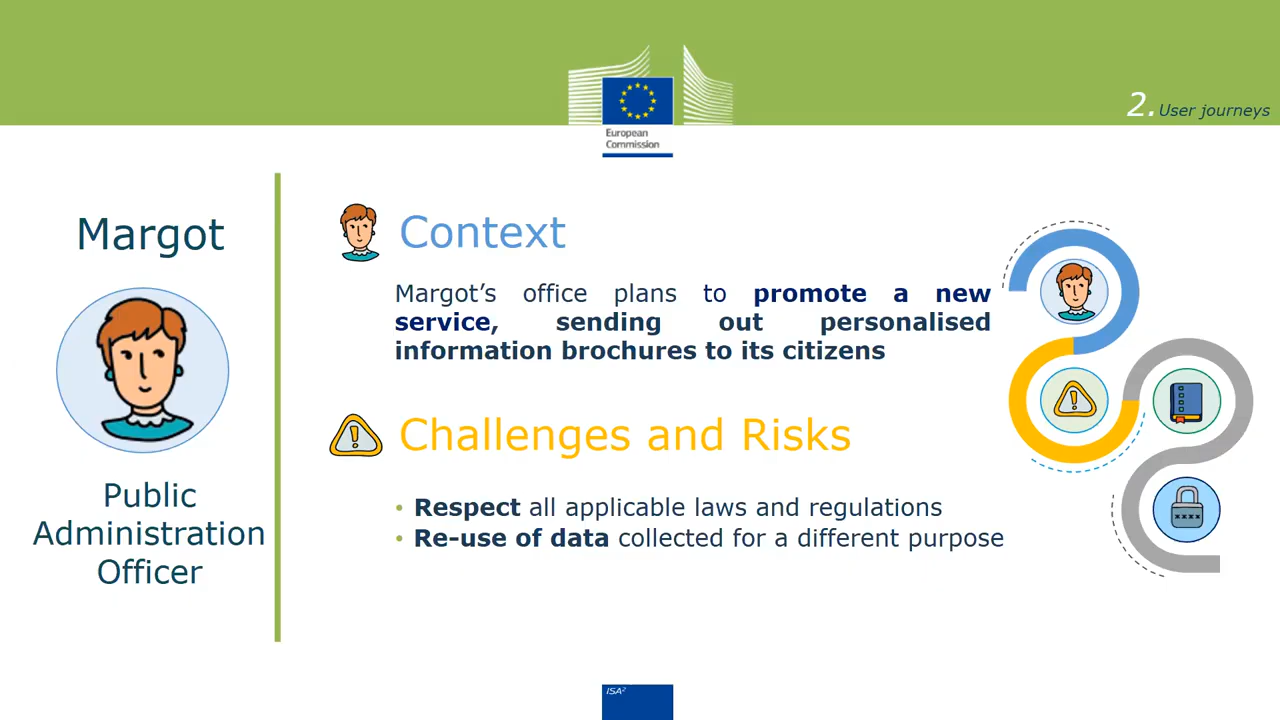 European
Commission
2. User journeys
Margot
Public
Administration
Officer
Context
Margot’s office plans to promote a new
service, sending out personalised
information brochures to its citizens
Challenges and Risks
• Respect all applicable laws and regulations
• Re-use of data collected for a different purpose
ISA²